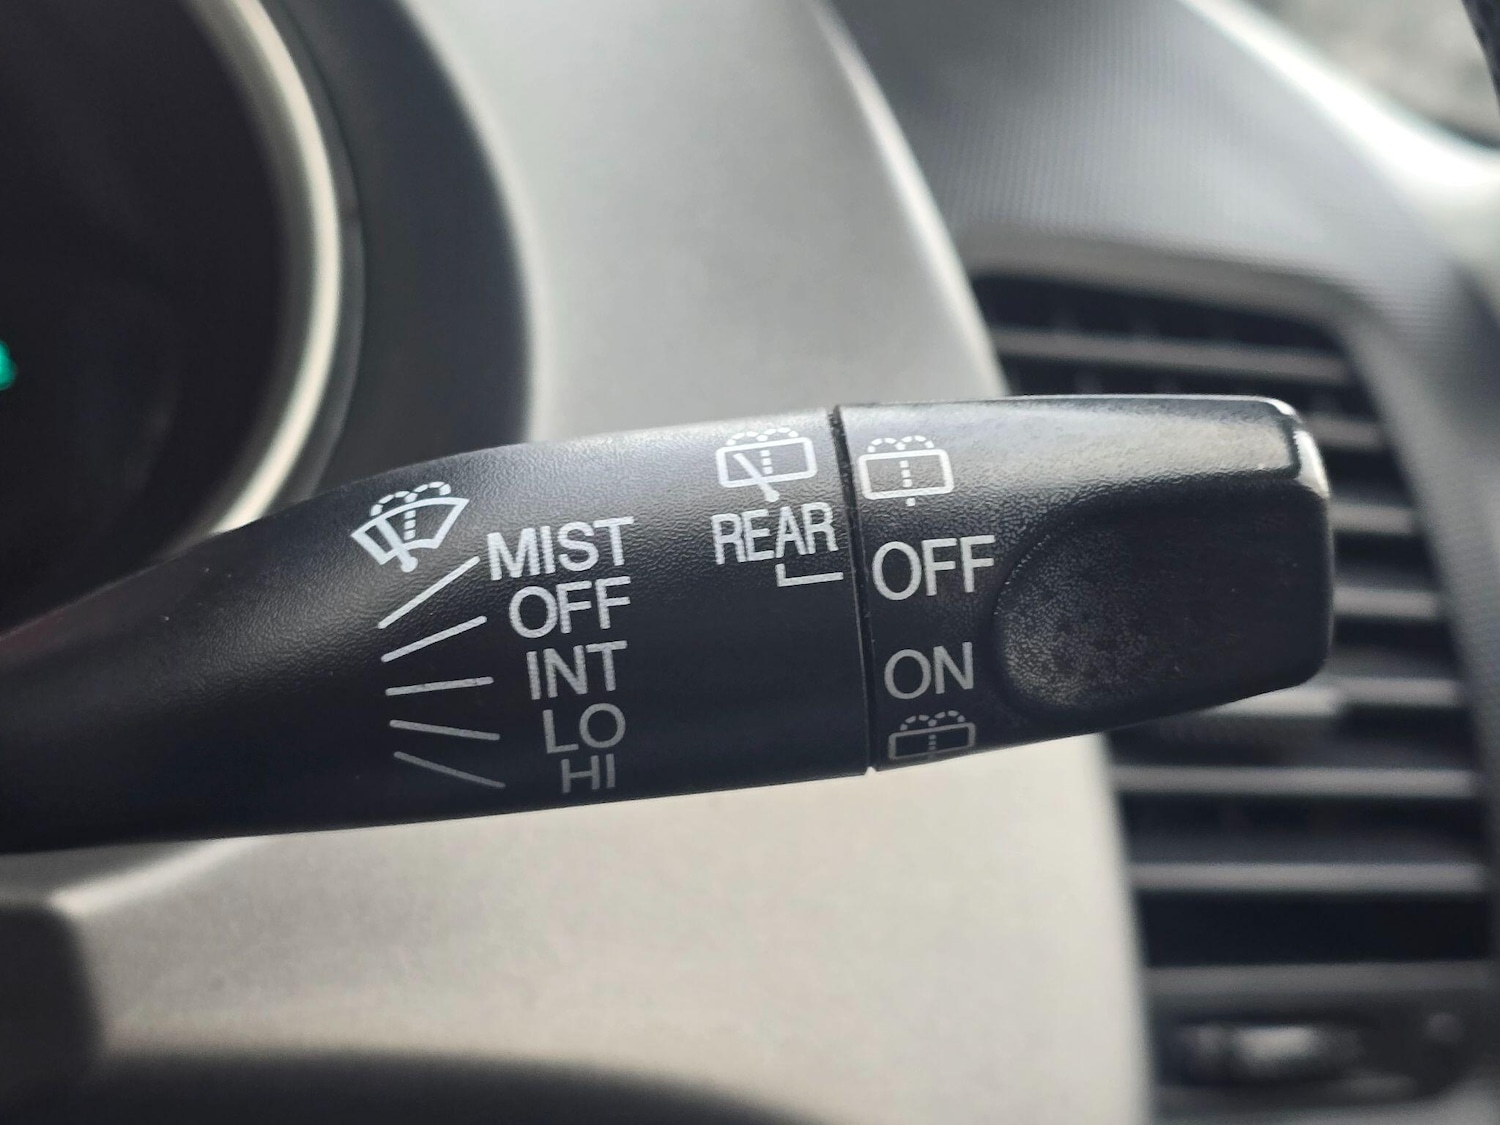 MIST
OFF
INT
LO
HI
REAR
OFF
ON